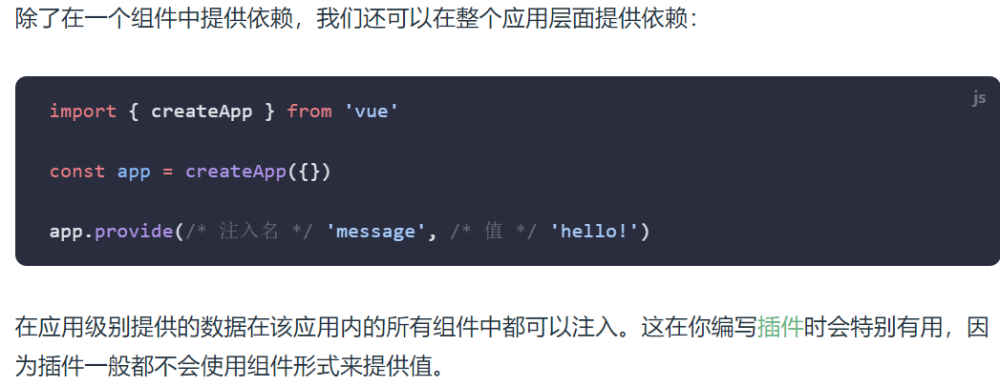 除了在一个组件中提供依赖，我们还可以在整个应用层面提供依赖：
js
import { createApp } from 'vue'
const app = createApp({})
app.provide(/* 注入名 */ 'message', /* 值 */ 'hello!')
在应用级别提供的数据在该应用内的所有组件中都可以注入。这在你编写插件时会特别有用，因
为插件一般都不会使用组件形式来提供值。